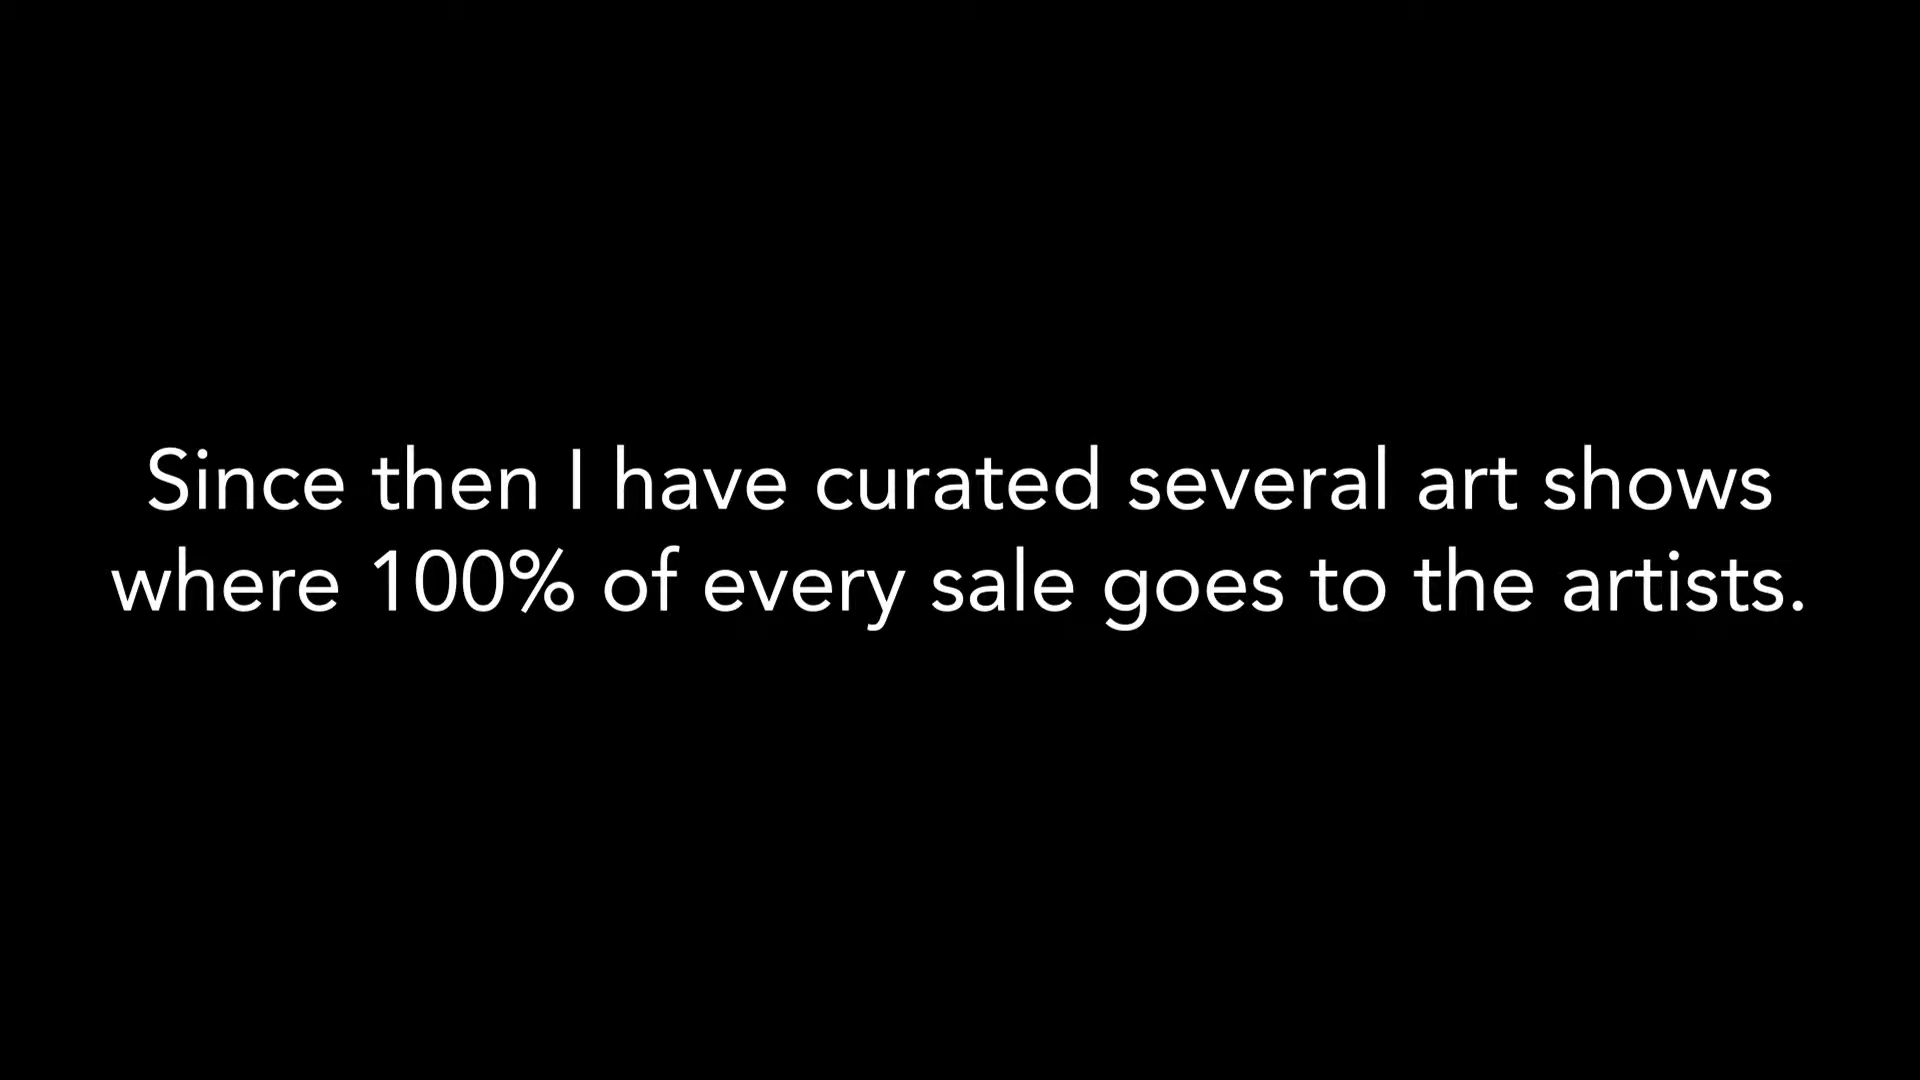 Since then I have curated several art shows
where 100% of every sale goes to the artists.